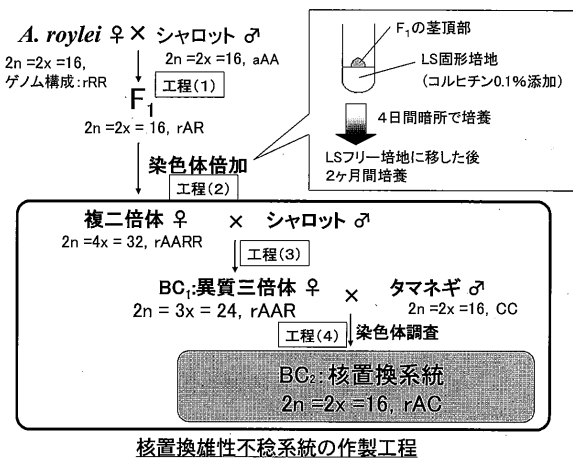 A. roylei ♀ × シャロット ♂
2n =2x =16,
ゲノム構成:rRR
2n =2x=16, aAA
工程(1)
F1
2n =2x = 16, rAR
染色体倍加
工程(2)
F1の茎頂部
LS固形培地
(コルヒチン0.1%添加)
4日間暗所で培養
LSフリー培地に移した後
2ヶ月間培養
複二倍体 ♀ × シャロット ♂
2n =4x = 32, rAARR
工程(3)
BC1:異質三倍体 ♀ × タマネギ ♂
2n = 3x = 24, rAAR
2n =2x=16, CC
工程(4)
染色体調査
BC2: 核置換系統
2n =2x=16, rAC
核置換雄性不稔系統の作製工程